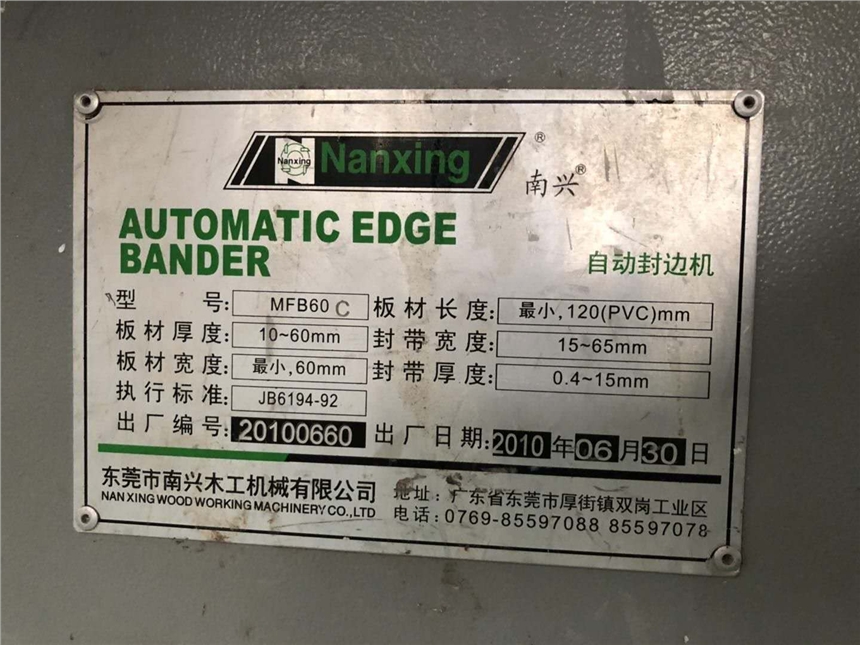 Nanxing
Nanxing ®
南兴®
AUTOMATIC EDGE
BANDER
自动封边机
型 号: MFB60 C 板材长度: 最小,120(PVC)mm
板材厚度: 10~60mm 封带宽度: 15~65mm
板材宽度: 最小,60mm 封带厚度: 0.4~15mm
执行标准: JB6194-92
出厂编号: 20100660 出厂日期: 2010年06月30日
东莞市南兴木工机械有限公司 地址:广东省东莞市厚街镇双岗工业区
NAN XING WOOD WORKING MACHINERY CO.,LTD 电话:0769-85597088 85597078